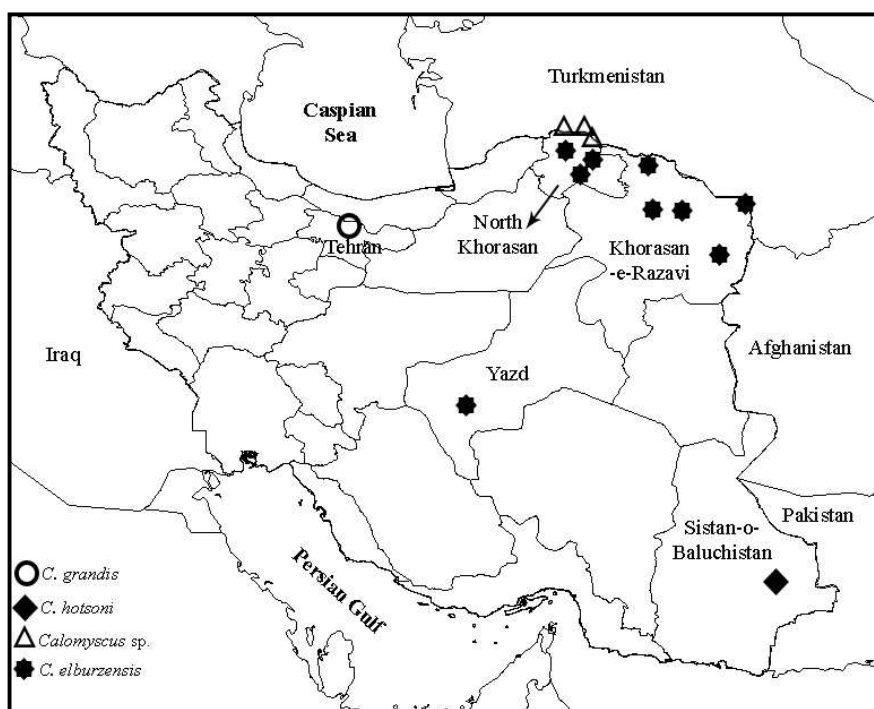 Turkmenistan
Caspian
Sea
North
Khorasan
Tehran
Khorasan
-e-Razavi
Iraq
Afghanistan
Yazd
Pakistan
Sistan-o-
Baluchistan
Persian Gulf
C. grandis
C. hotsoni
Calomyscus sp.
C. elburzensis